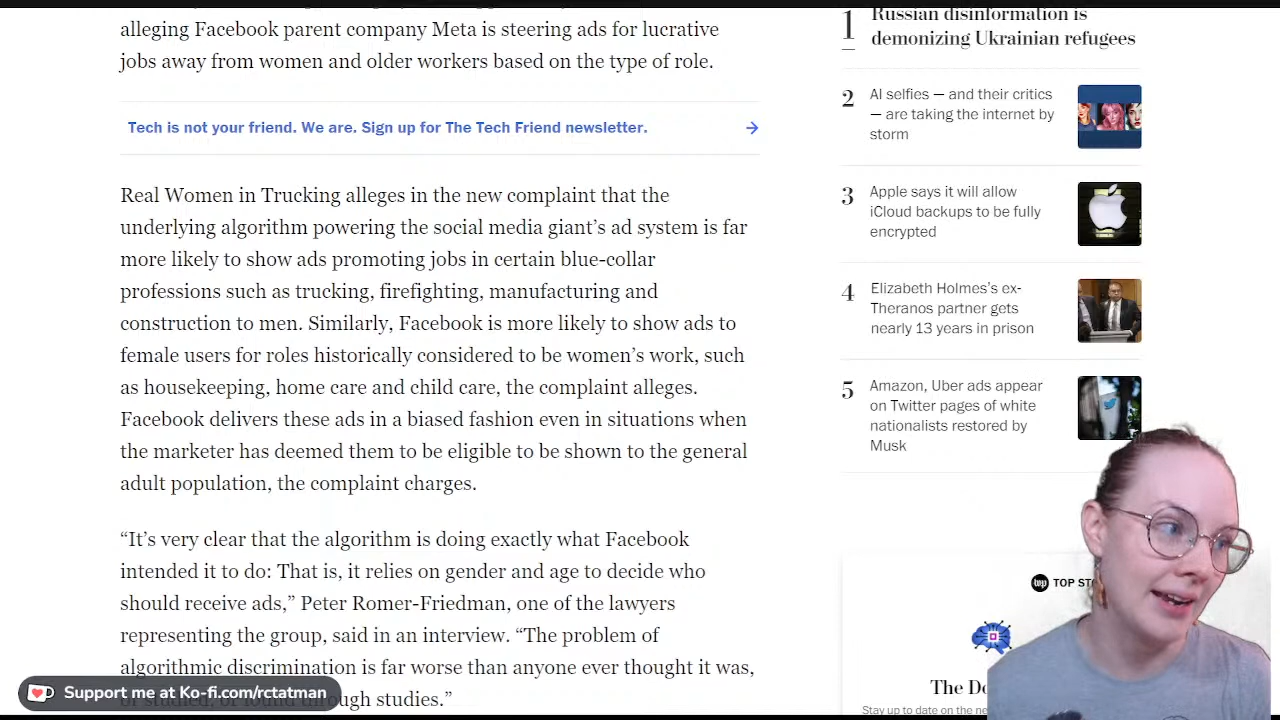 alleging Facebook parent company Meta is steering ads for lucrative
jobs away from women and older workers based on the type of role.
Tech is not your friend. We are. Sign up for The Tech Friend newsletter.
Real Women in Trucking alleges in the new complaint that the
underlying algorithm powering the social media giant’s ad system is far
more likely to show ads promoting jobs in certain blue-collar
professions such as trucking, firefighting, manufacturing and
construction to men. Similarly, Facebook is more likely to show ads to
female users for roles historically considered to be women’s work, such
as housekeeping, home care and child care, the complaint alleges.
Facebook delivers these ads in a biased fashion even in situations when
the marketer has deemed them to be eligible to be shown to the general
adult population, the complaint charges.
“It’s very clear that the algorithm is doing exactly what Facebook
intended it to do: That is, it relies on gender and age to decide who
should receive ads,” Peter Romer-Friedman, one of the lawyers
representing the group, said in an interview. “The problem of
algorithmic discrimination is far worse than anyone ever thought it was,
through studies.”
Support me at Ko-fi.com/rctatman
1
Russian disinformation is
demonizing Ukrainian refugees
2
AI selfies — and their critics
— are taking the internet by
storm
3
Apple says it will allow
iCloud backups to be fully
encrypted
4
Elizabeth Holmes’s ex-
Theranos partner gets
nearly 13 years in prison
5
Amazon, Uber ads appear
on Twitter pages of white
nationalists restored by
Musk
wp TOP
The
Stay up to date on the